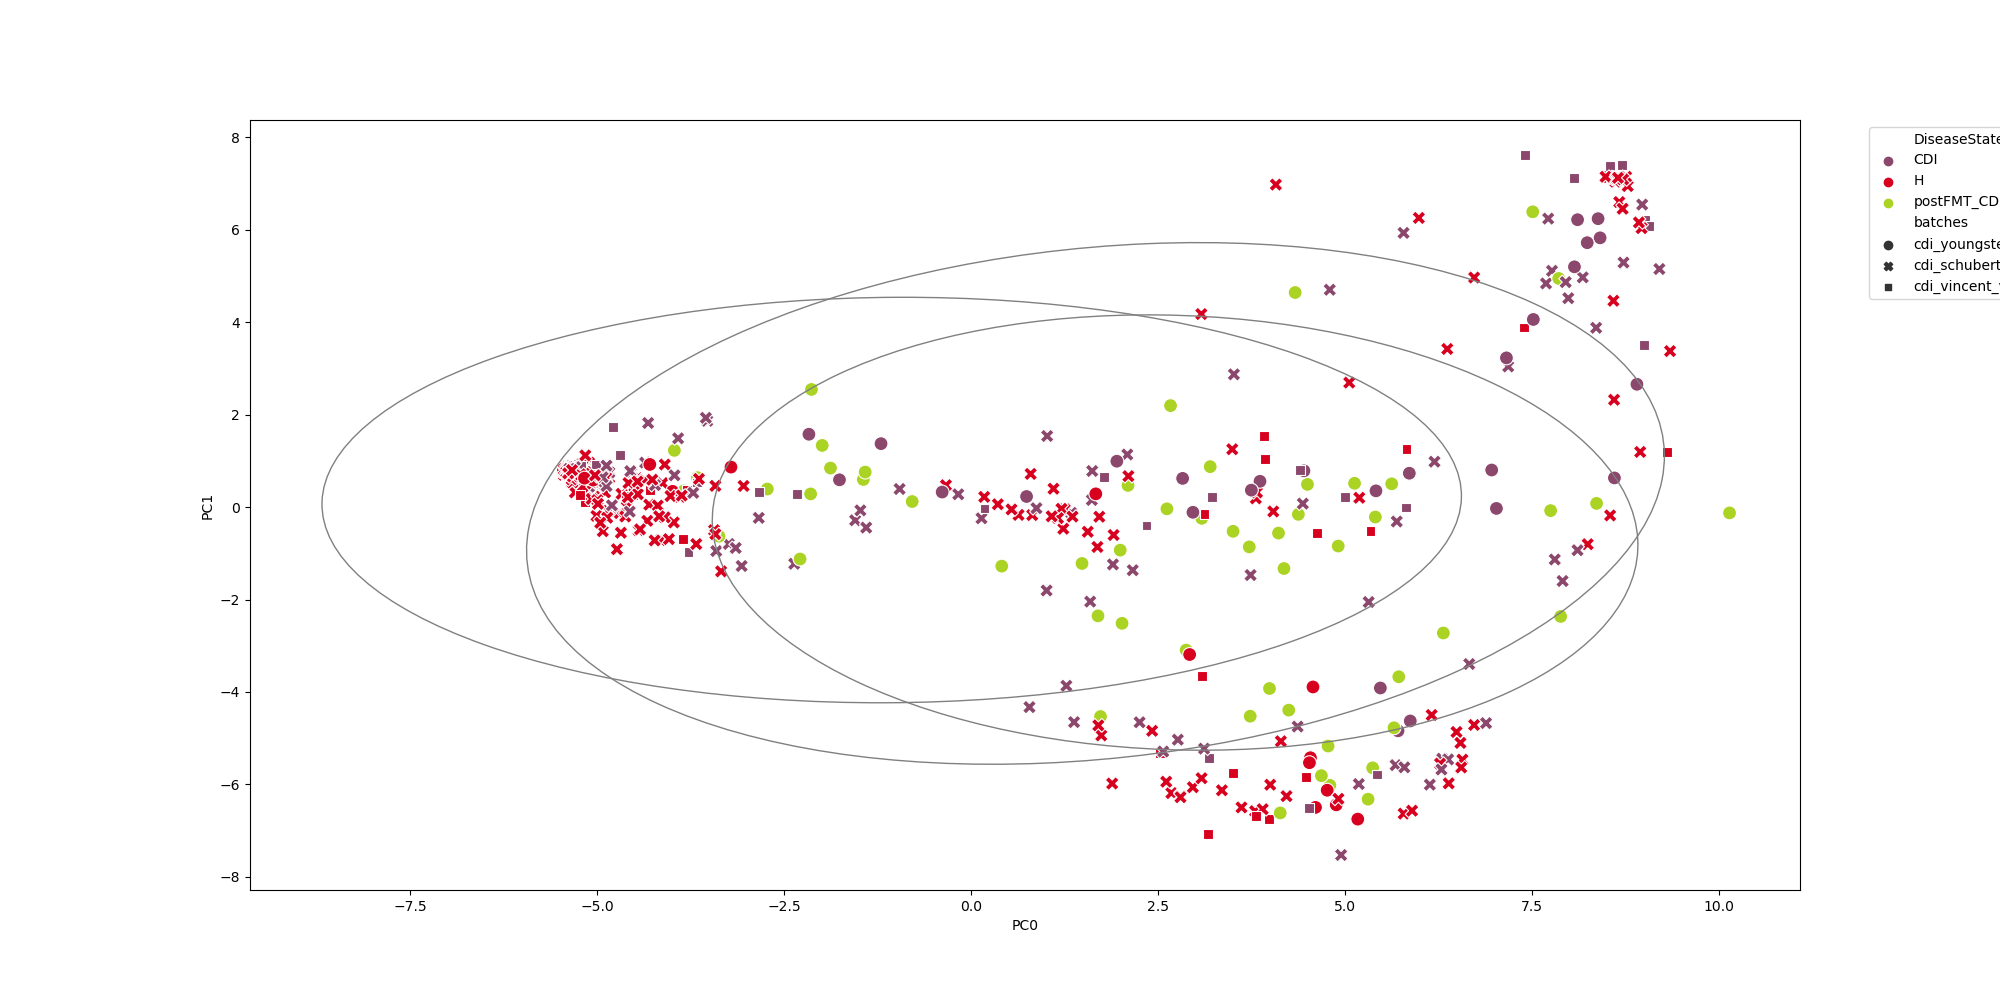 8
6
4
2
0
−2
−4
−6
−8
PC1
−7.5 −5.0 −2.5 0.0 2.5 5.0 7.5 10.0
PC0
DiseaseState
CDI
H
postFMT_CD
batches
cdi_youngste
cdi_schubert
cdi_vincent_